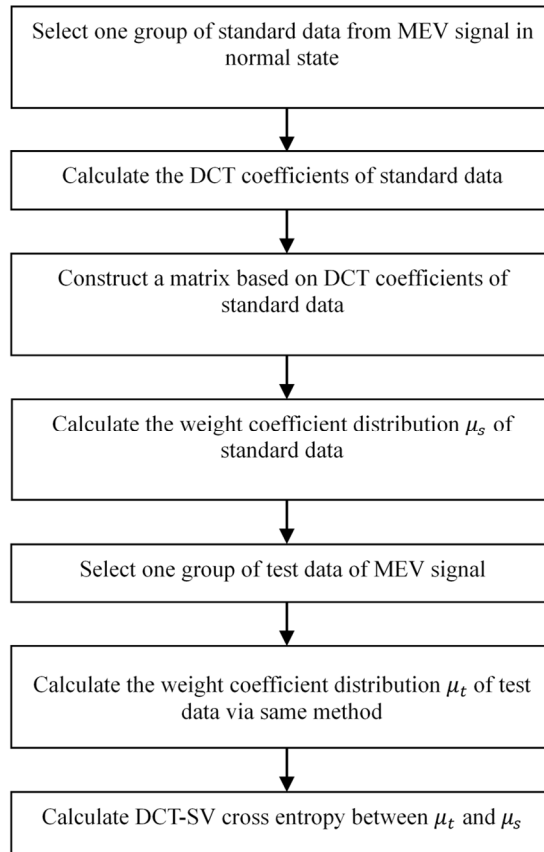 Select one group of standard data from MEV signal in
normal state
Calculate the DCT coefficients of standard data
Construct a matrix based on DCT coefficients of
standard data
Calculate the weight coefficient distribution μₛ of
standard data
Select one group of test data of MEV signal
Calculate the weight coefficient distribution μₜ of test
data via same method
Calculate DCT-SV cross entropy between μₜ and μₛ